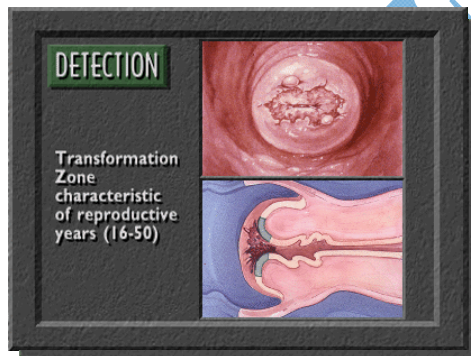 DETECTION
Transformation
Zone
characteristic
of reproductive
years (16-50)